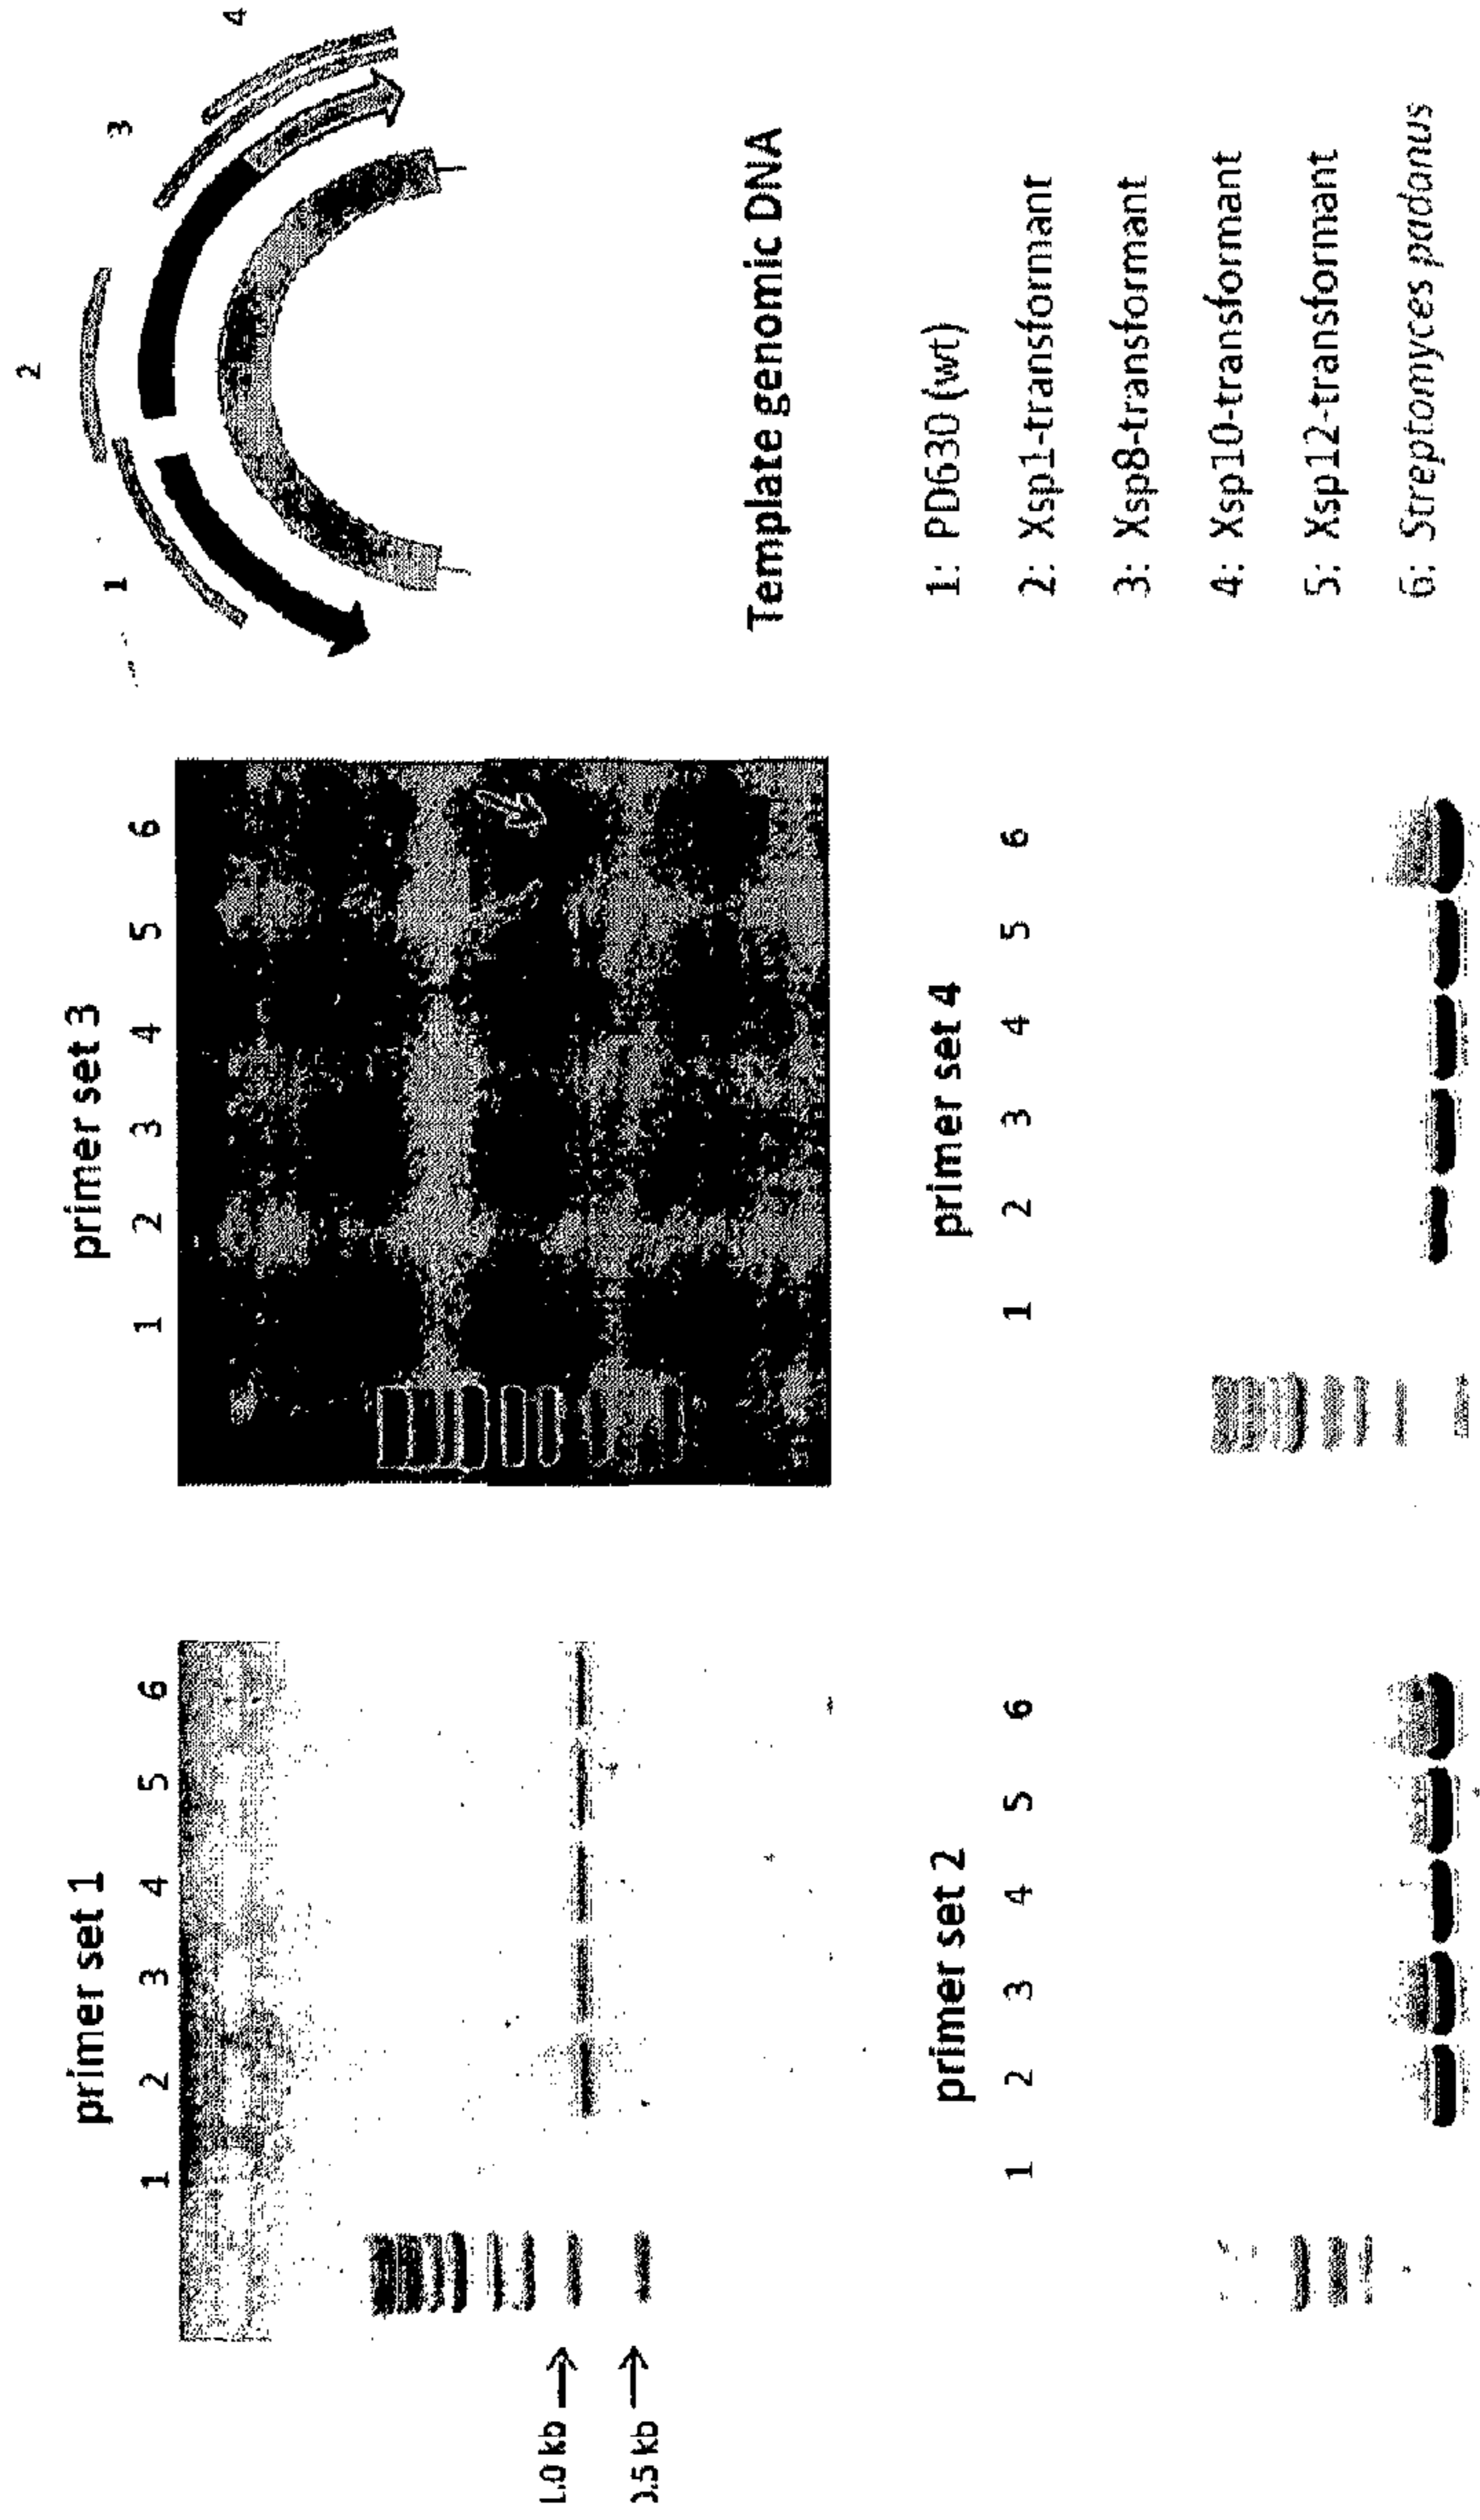 primer set 1
1 2 3 4 5 6
1.0 kb
0.5 kb
primer set 3
1 2 3 4 5 6
1
2
3
4
primer set 2
1 2 3 4 5 6
primer set 4
1 2 3 4 5 6
Template genomic DNA
1: PD630 (wt)
2: Xsp1-transformant
3: Xsp8-transformant
4: Xsp10-transformant
5: Xsp12-transformant
6: Streptomyces padanus